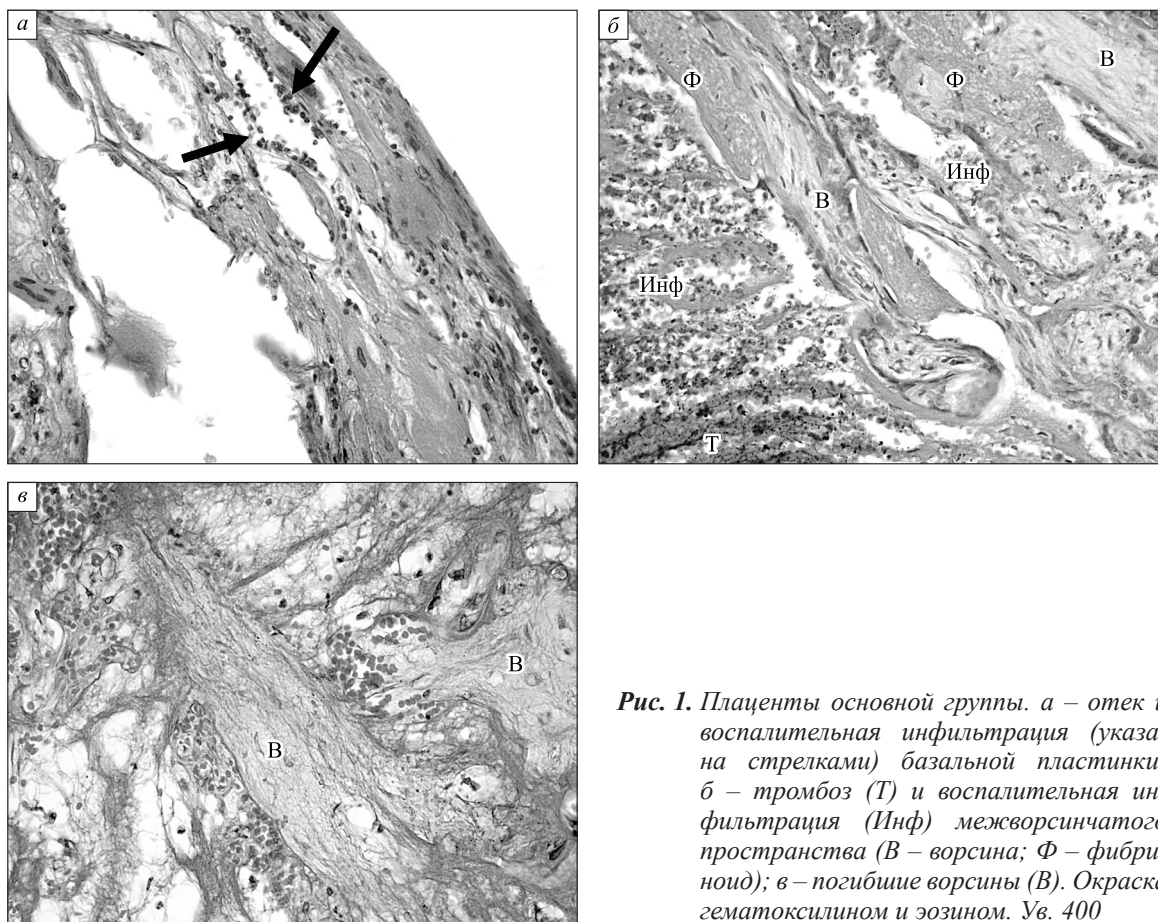 а
б
Ф
Ф
В
Инф
В
Инф
Т
в
В
В
Рис. 1. Плаценты основной группы. а – отек и
воспалительная инфильтрация (указа-
на стрелками) базальной пластинки;
б – тромбоз (Т) и воспалительная ин-
фильтрация (Инф) межворсинчатого
пространства (В – ворсина; Ф – фибри-
ноид); в – погибшие ворсины (В). Окраска
гематоксилином и эозином. Ув. 400